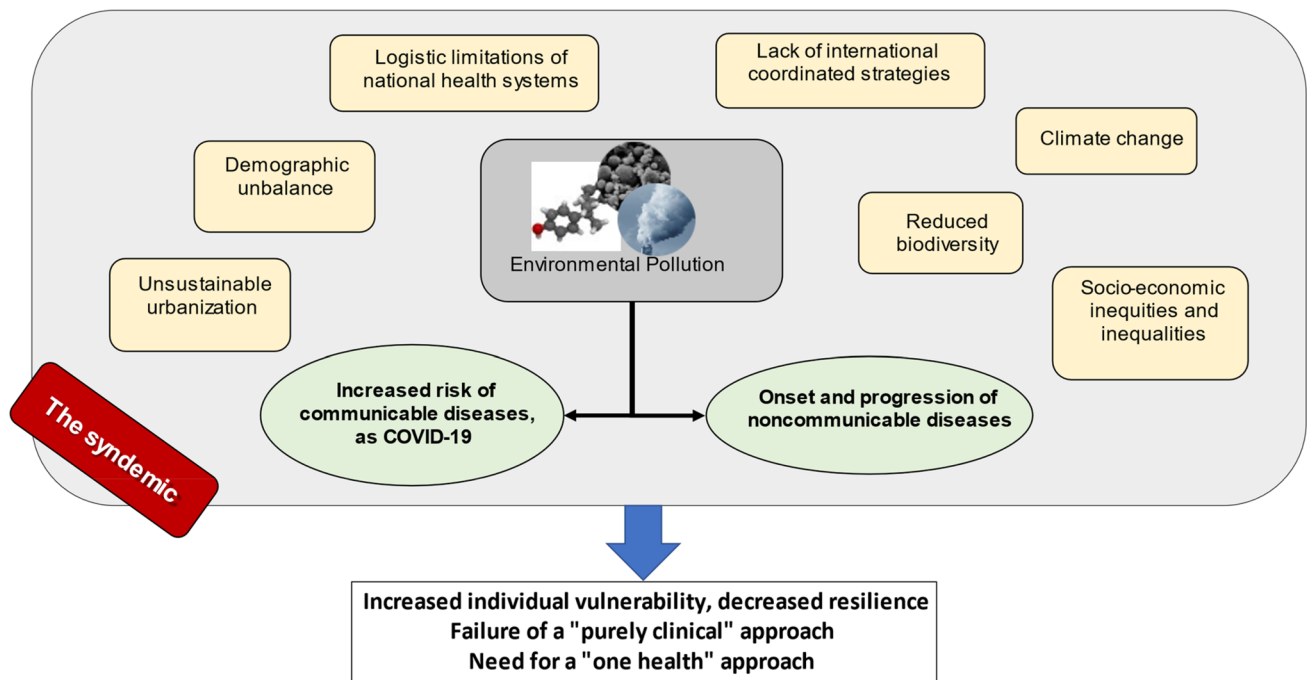 Logistic limitations of
national health systems
Lack of international
coordinated strategies
Climate change
Demographic
unbalance
Reduced
biodiversity
Environmental Pollution
Unsustainable
urbanization
Socio-economic
inequities and
inequalities
Increased risk of
communicable diseases,
as COVID-19
Onset and progression of
noncommunicable diseases
The syndemic
Increased individual vulnerability, decreased resilience
Failure of a "purely clinical" approach
Need for a "one health" approach